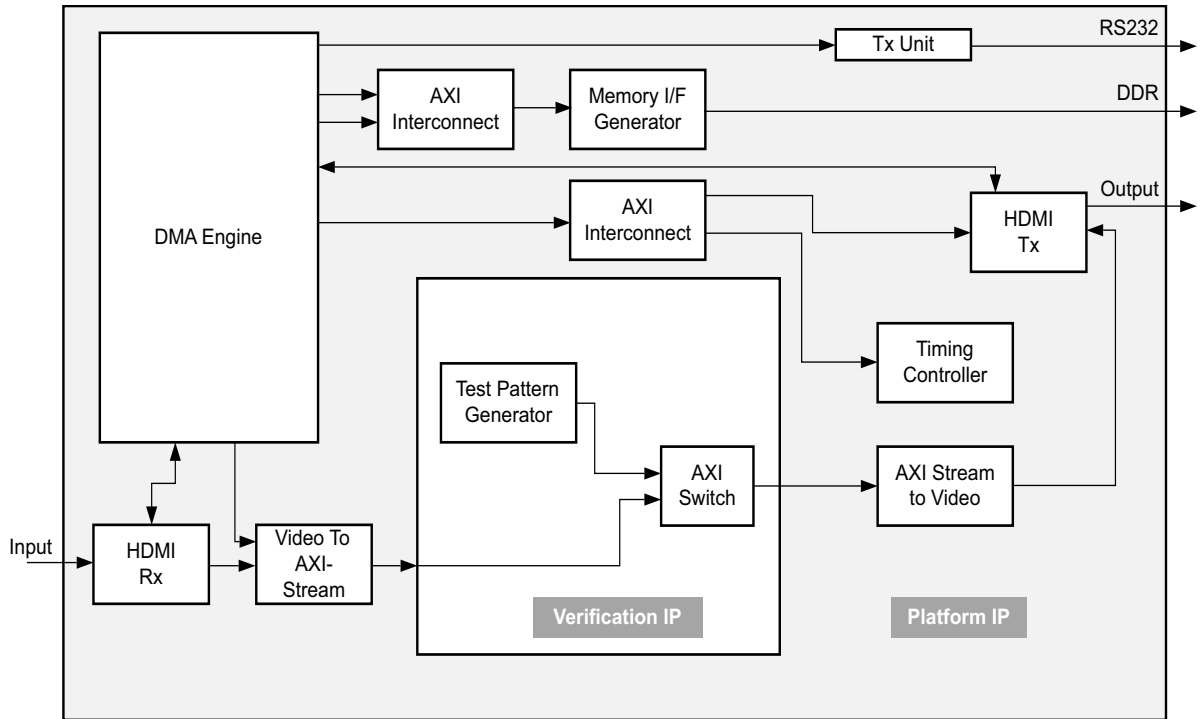 RS232
Tx Unit
AXI
Interconnect
Memory I/F
Generator
DDR
DMA Engine
AXI
Interconnect
HDMI
Tx
Output
Test Pattern
Generator
Timing
Controller
AXI
Switch
AXI Stream
to Video
Input
HDMI
Rx
Video To
AXI-
Stream
Verification IP
Platform IP